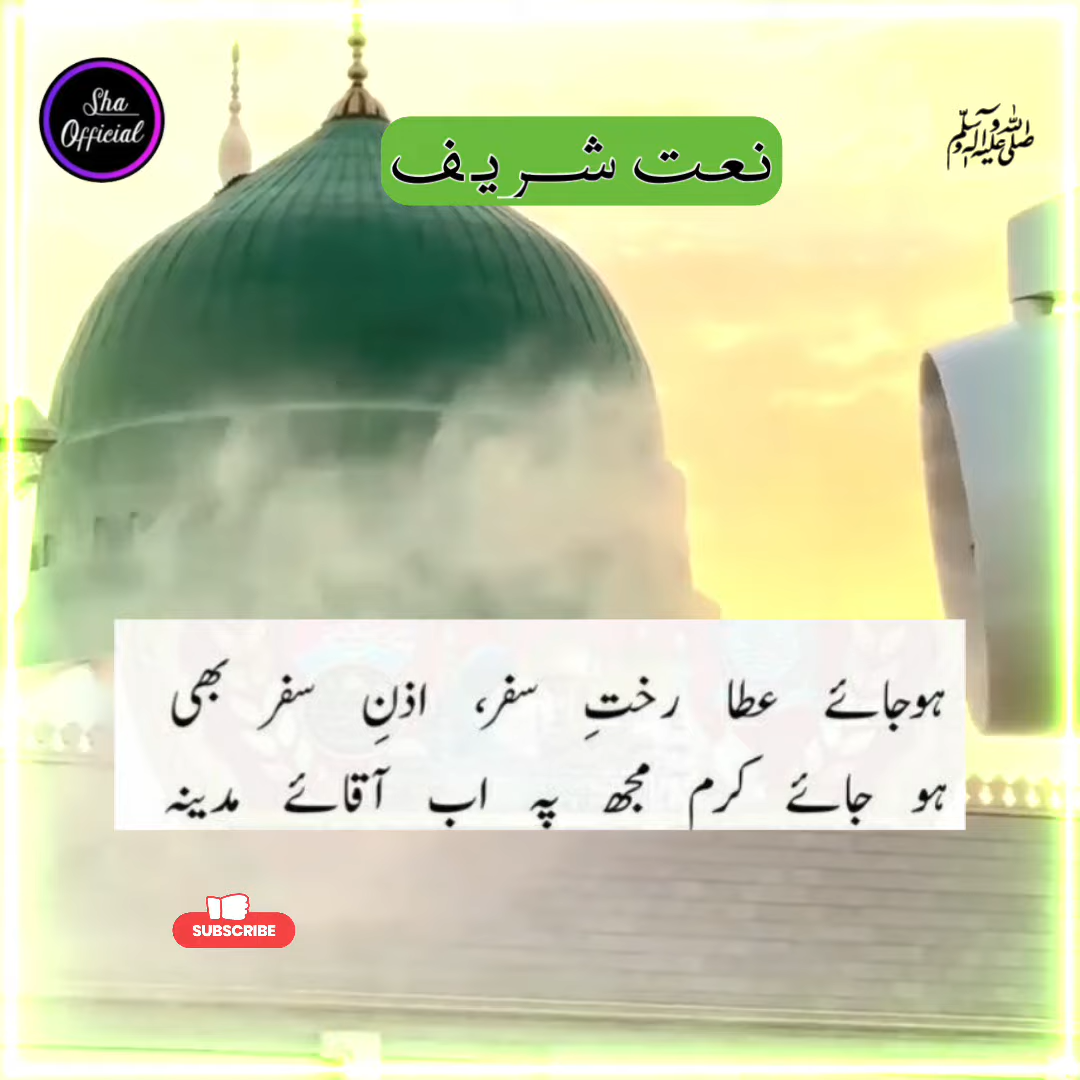 Sha
Official
نعت شریف
صلی اللہ علیہ وآلہ وسلم
ہوجائے عطا رختِ سفر، اذنِ سفر بھی
ہو جائے کرم مجھ پہ اب آقائے مدینہ
SUBSCRIBE